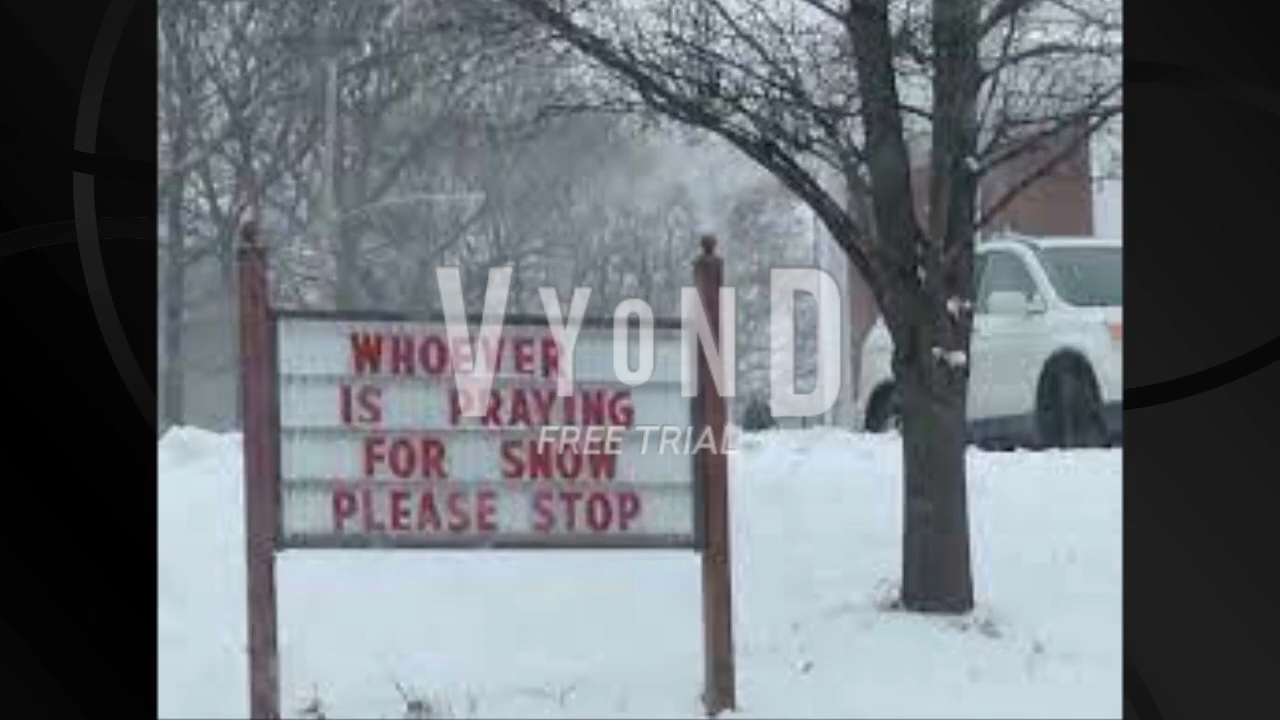 WHOEVER
IS PRAYING
FOR SNOW
PLEASE STOP
VYOND
FREE TRIAL